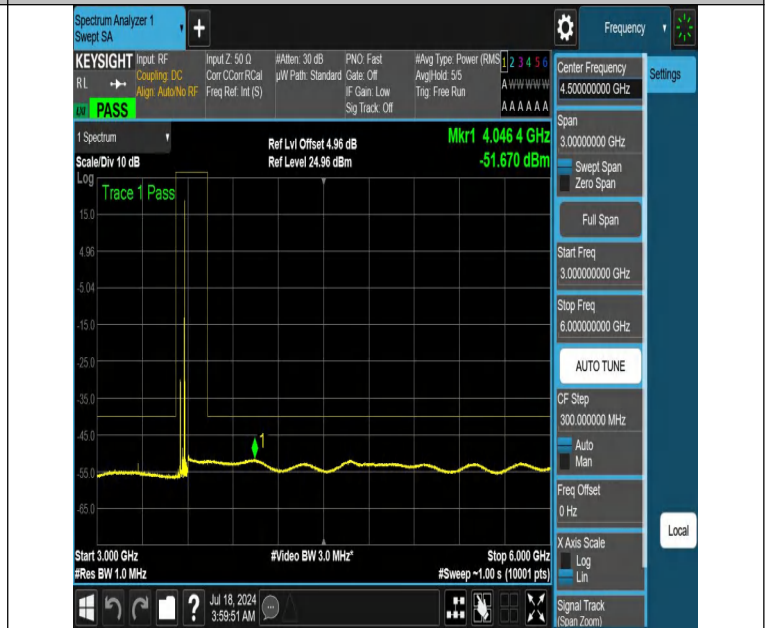 Spectrum Analyzer 1
Swept SA
+
Frequency
KEYSIGHT
RL
PASS
Input: RF
Coupling: DC
Align: Auto/No RF
Input Z: 50 Ω
Corr CCorr RCal
Freq Ref: Int (S)
#Atten: 30 dB
µW Path: Standard
PNO: Fast
Gate: Off
IF Gain: Low
Sig Track: Off
#Avg Type: Power (RMS
Avg|Hold: 5/5
Trig: Free Run
1 2 3 4 5 6
A W W W W W
A A A A A A
Center Frequency
4.500000000 GHz
Settings
Span
3.00000000 GHz
Swept Span
Zero Span
Full Span
Start Freq
3.000000000 GHz
Stop Freq
6.000000000 GHz
AUTO TUNE
CF Step
300.000000 MHz
Auto
Man
Freq Offset
0 Hz
X Axis Scale
Log
Lin
Signal Track
(Span Zoom)
Local
1 Spectrum
Scale/Div 10 dB
Log
Ref Lvl Offset 4.96 dB
Ref Level 24.96 dBm
Mkr1 4.046 4 GHz
-51.670 dBm
Trace 1 Pass
15.0
4.96
-5.04
-15.0
-25.0
-35.0
-45.0
-55.0
-65.0
1
Start 3.000 GHz
#Res BW 1.0 MHz
#Video BW 3.0 MHz*
Stop 6.000 GHz
#Sweep ~1.00 s (10001 pts)
?
Jul 18, 2024
3:59:51 AM